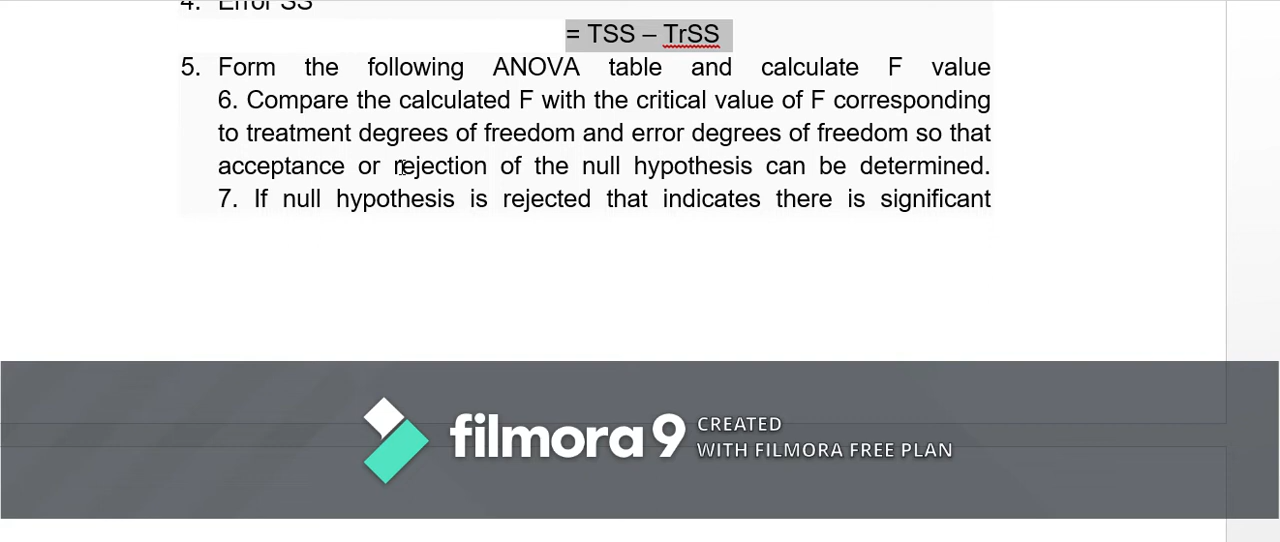 4. Error SS
= TSS – TrSS
5. Form the following ANOVA table and calculate F value
6. Compare the calculated F with the critical value of F corresponding
to treatment degrees of freedom and error degrees of freedom so that
acceptance or rejection of the null hypothesis can be determined.
7. If null hypothesis is rejected that indicates there is significant
filmora 9 CREATED
WITH FILMORA FREE PLAN